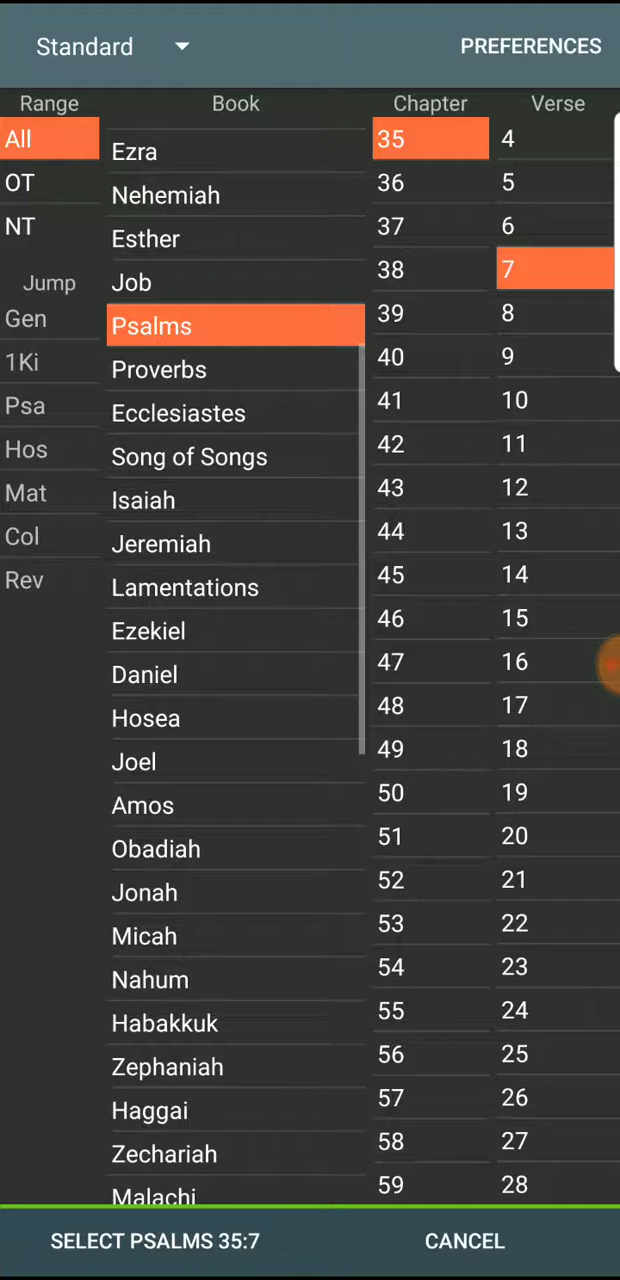 Standard
PREFERENCES
Range
Book
Chapter
Verse
All
OT
NT
Jump
Gen
1Ki
Psa
Hos
Mat
Col
Rev
Ezra
Nehemiah
Esther
Job
Psalms
Proverbs
Ecclesiastes
Song of Songs
Isaiah
Jeremiah
Lamentations
Ezekiel
Daniel
Hosea
Joel
Amos
Obadiah
Jonah
Micah
Nahum
Habakkuk
Zephaniah
Haggai
Zechariah
Malachi
35
36
37
38
39
40
41
42
43
44
45
46
47
48
49
50
51
52
53
54
55
56
57
58
59
4
5
6
7
8
9
10
11
12
13
14
15
16
17
18
19
20
21
22
23
24
25
26
27
28
SELECT PSALMS 35:7
CANCEL